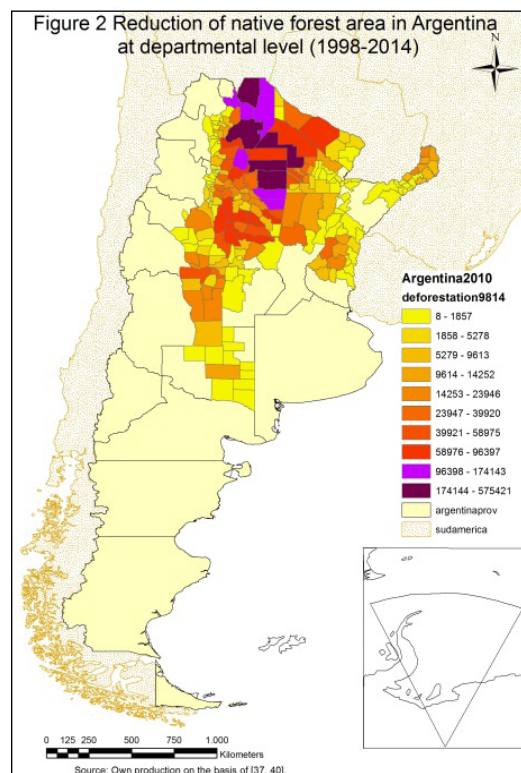 Figure 2 Reduction of native forest area in Argentina
at departmental level (1998-2014)
N
Argentina2010
deforestation9814
8 - 1857
1858 - 5278
5279 - 9613
9614 - 14252
14253 - 23946
23947 - 39920
39921 - 58975
58976 - 96397
96398 - 174143
174144 - 575421
argentinaprov
sudamerica
0 125 250 500 750 1.000
Kilometers
Source: Own production on the basis of [37, 40].